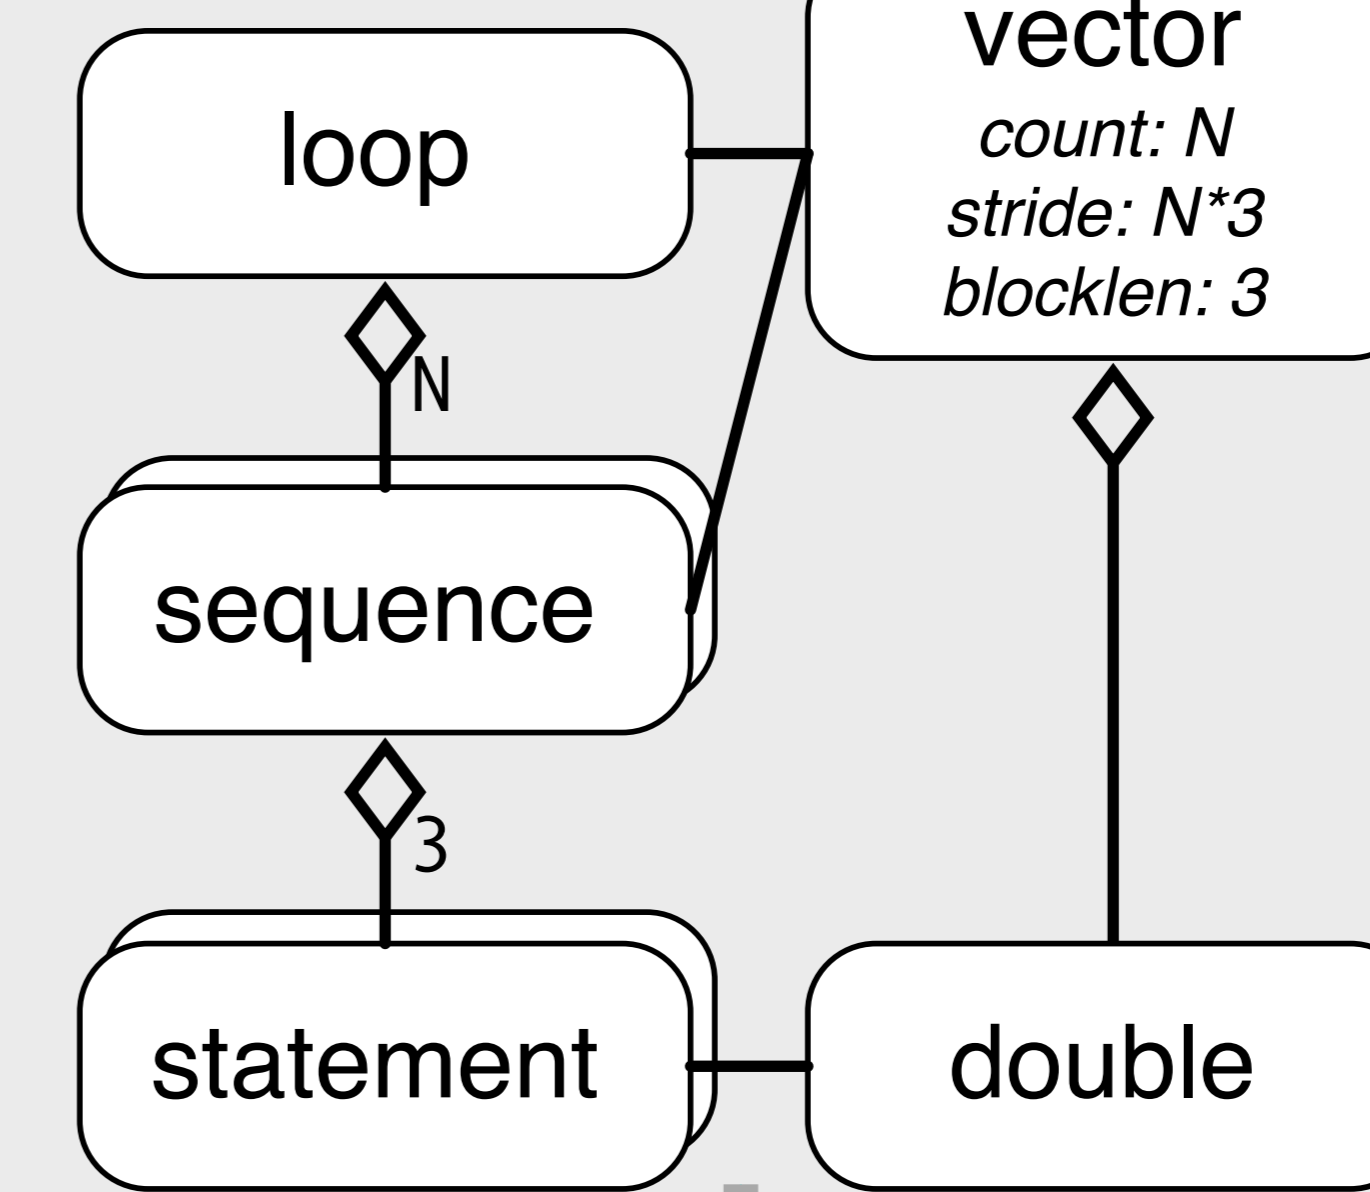 loop
vector
count: N
stride: N*3
blocklen: 3
N
sequence
3
statement
double